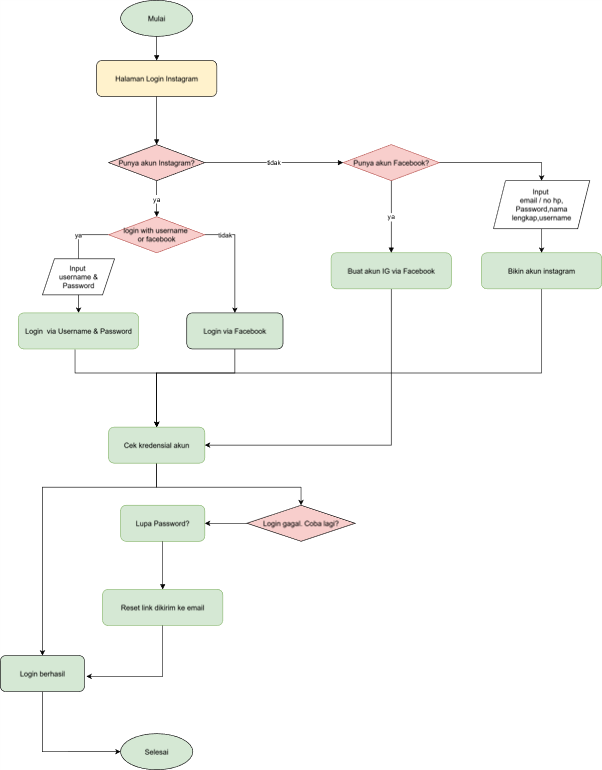 Mulai
Halaman Login Instagram
Punya akun Instagram?
tidak
Punya akun Facebook?
Input
email / no hp,
Password,nama
lengkap,username
ya
ya
login with username
or facebook
ya
tidak
Input
username &
Password
Buat akun IG via Facebook
Bikin akun instagram
Login  via Username & Password
Login via Facebook
Cek kredensial akun
Lupa Password?
Login gagal. Coba lagi?
Reset link dikirim ke email
Login berhasil
Selesai